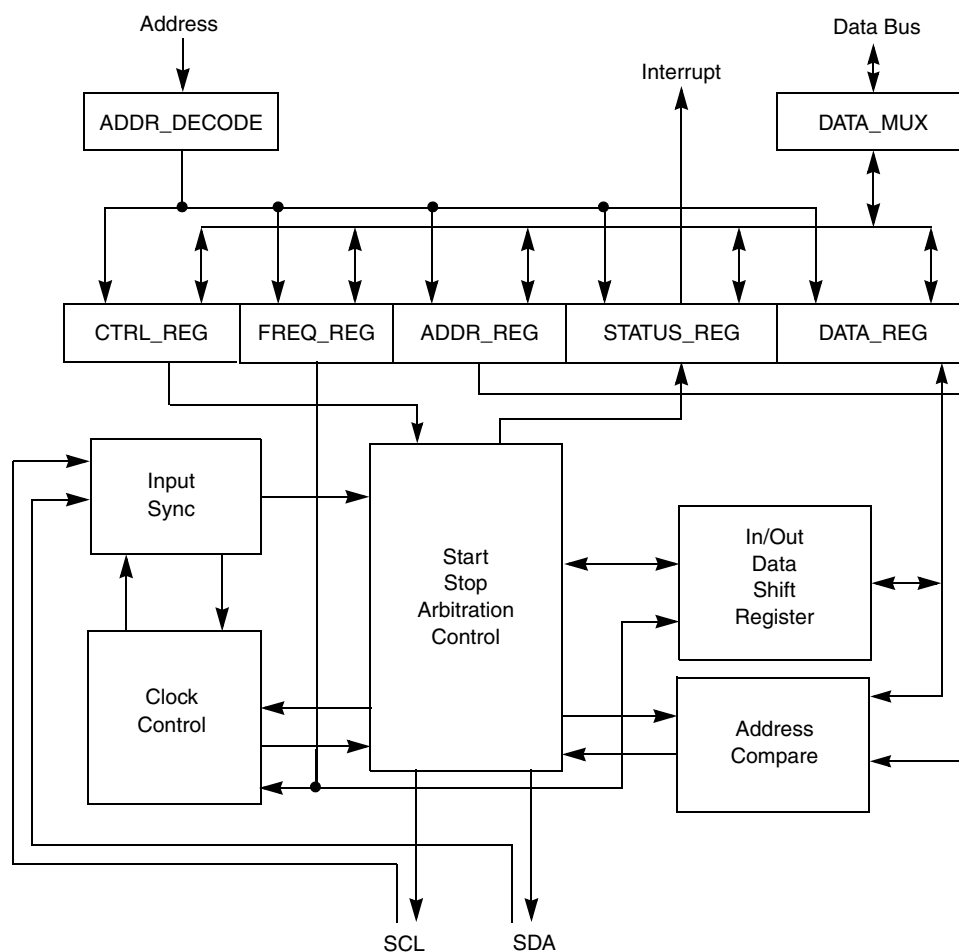 Address
Data Bus
Interrupt
ADDR_DECODE
DATA_MUX
CTRL_REG
FREQ_REG
ADDR_REG
STATUS_REG
DATA_REG
Input
Sync
Start
Stop
Arbitration
Control
In/Out
Data
Shift
Register
Clock
Control
Address
Compare
SCL
SDA